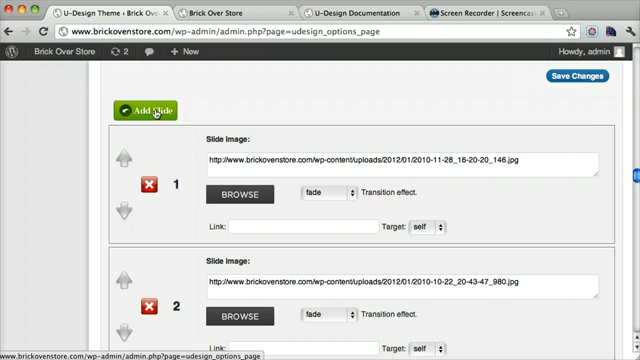 U-Design Theme ‹ Brick Ov
Brick Over Store
U-Design Documentation
Screen Recorder | Screencas
www.brickovenstore.com/wp-admin/admin.php?page=udesign_options_page
Brick Over Store
2
+ New
Howdy, admin
Save Changes
Add Slide
Slide Image:
http://www.brickovenstore.com/wp-content/uploads/2012/01/2010-11-28_16-20-20_146.jpg
1
BROWSE
fade
Transition effect.
Link:
Target:
self
Slide Image:
http://www.brickovenstore.com/wp-content/uploads/2012/01/2010-10-22_20-43-47_980.jpg
2
BROWSE
fade
Transition effect.
Link:
Target:
self
www.brickovenstore.com/wp-admin/admin.php?page=udesign_options_page